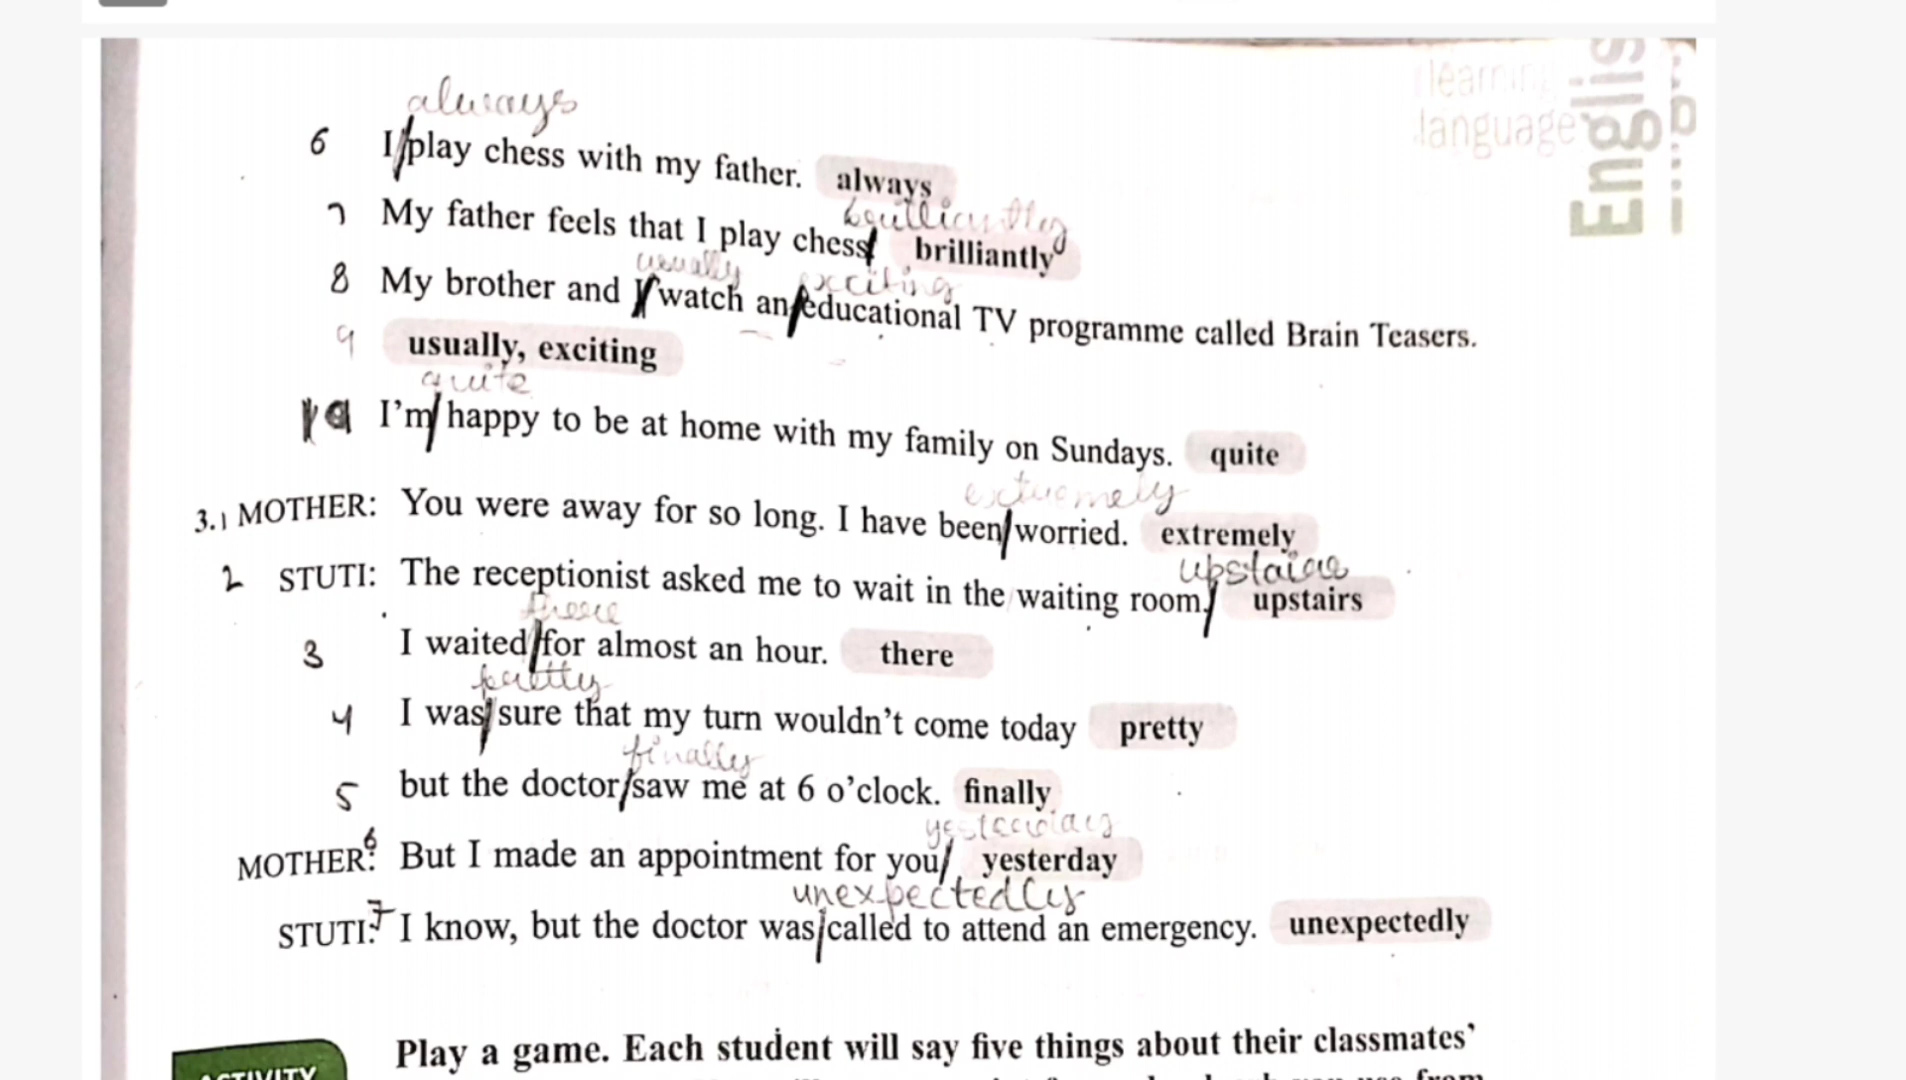 learning
language
English
always
6 I/play chess with my father. always
brilliantly
7 My father feels that I play chess/ brilliantly
usually exciting
8 My brother and I/watch an/educational TV programme called Brain Teasers.
9 usually, exciting
quite
9 I'm/happy to be at home with my family on Sundays. quite
extremely
3.1 MOTHER: You were away for so long. I have been/worried. extremely
upstairs
2 STUTI: The receptionist asked me to wait in the waiting room./ upstairs
there
3 I waited/for almost an hour. there
pretty
4 I was/sure that my turn wouldn't come today pretty
finally
5 but the doctor/saw me at 6 o'clock. finally
yesterday
MOTHER: 6 But I made an appointment for you/ yesterday
unexpectedly
STUTI: 7 I know, but the doctor was/called to attend an emergency. unexpectedly
ACTIVITY
Play a game. Each student will say five things about their classmates'